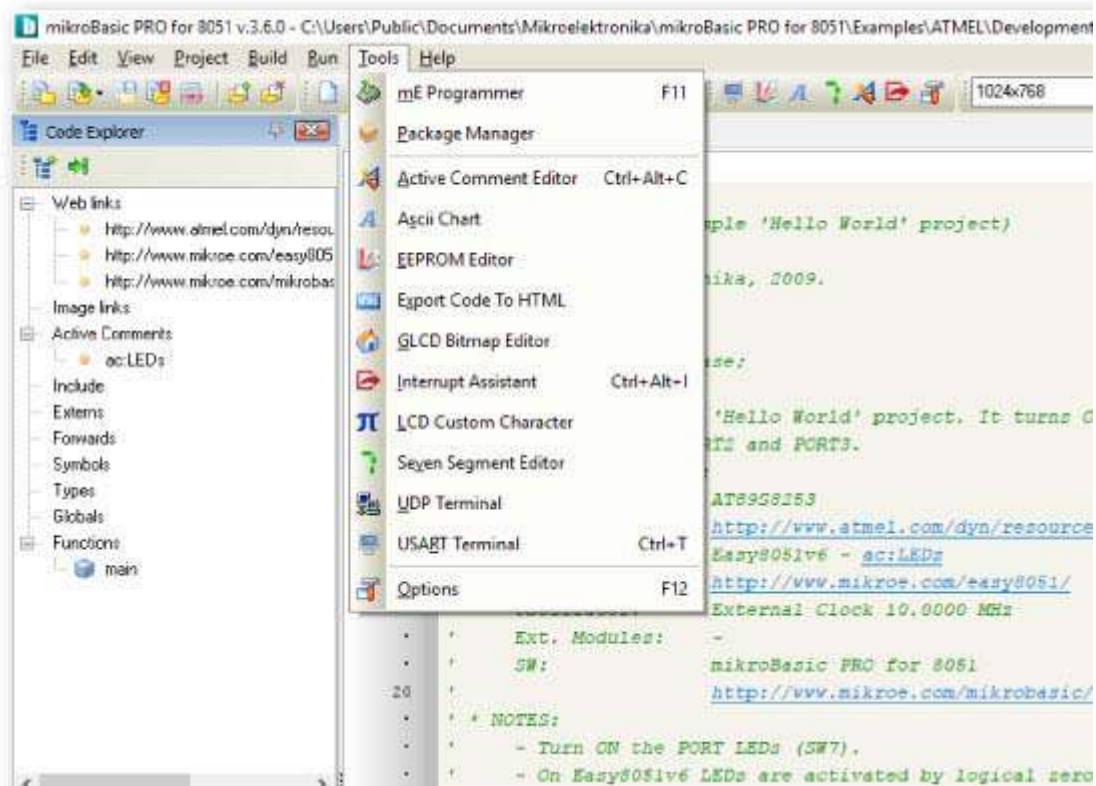 mikroBasic PRO for 8051 v.3.6.0 - C:\Users\Public\Documents\Mikroelektronika\mikroBasic PRO for 8051\Examples\ATMEL\Development
File Edit View Project Build Run Tools Help
1024x768
Code Explorer
Web links
http://www.atmel.com/dyn/resou
http://www.mikroe.com/easy805
http://www.mikroe.com/mikrobas
Image links
Active Comments
ac:LEDs
Include
Externs
Forwards
Symbols
Types
Globals
Functions
main
mE Programmer F11
Package Manager
Active Comment Editor Ctrl+Alt+C
Ascii Chart
EEPROM Editor
Export Code To HTML
GLCD Bitmap Editor
Interrupt Assistant Ctrl+Alt+I
LCD Custom Character
Seven Segment Editor
UDP Terminal
USART Terminal Ctrl+T
Options F12
ple 'Hello World' project)
ika, 2009.
se;
'Hello World' project. It turns O
RT2 and PORT3.
AT89S8253
http://www.atmel.com/dyn/resource
Easy8051v6 - ac:LEDs
http://www.mikroe.com/easy8051/
External Clock 10.0000 MHz
' Ext. Modules: -
' SW: mikroBasic PRO for 8051
20 ' http://www.mikroe.com/mikrobasic/
' * NOTES:
' - Turn ON the PORT LEDs (SW7).
' - On Easy8051v6 LEDs are activated by logical zero